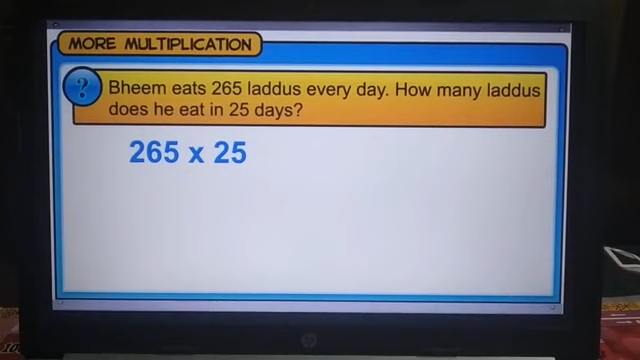 MORE MULTIPLICATION
?
Bheem eats 265 laddus every day. How many laddus
does he eat in 25 days?
265 x 25
hp